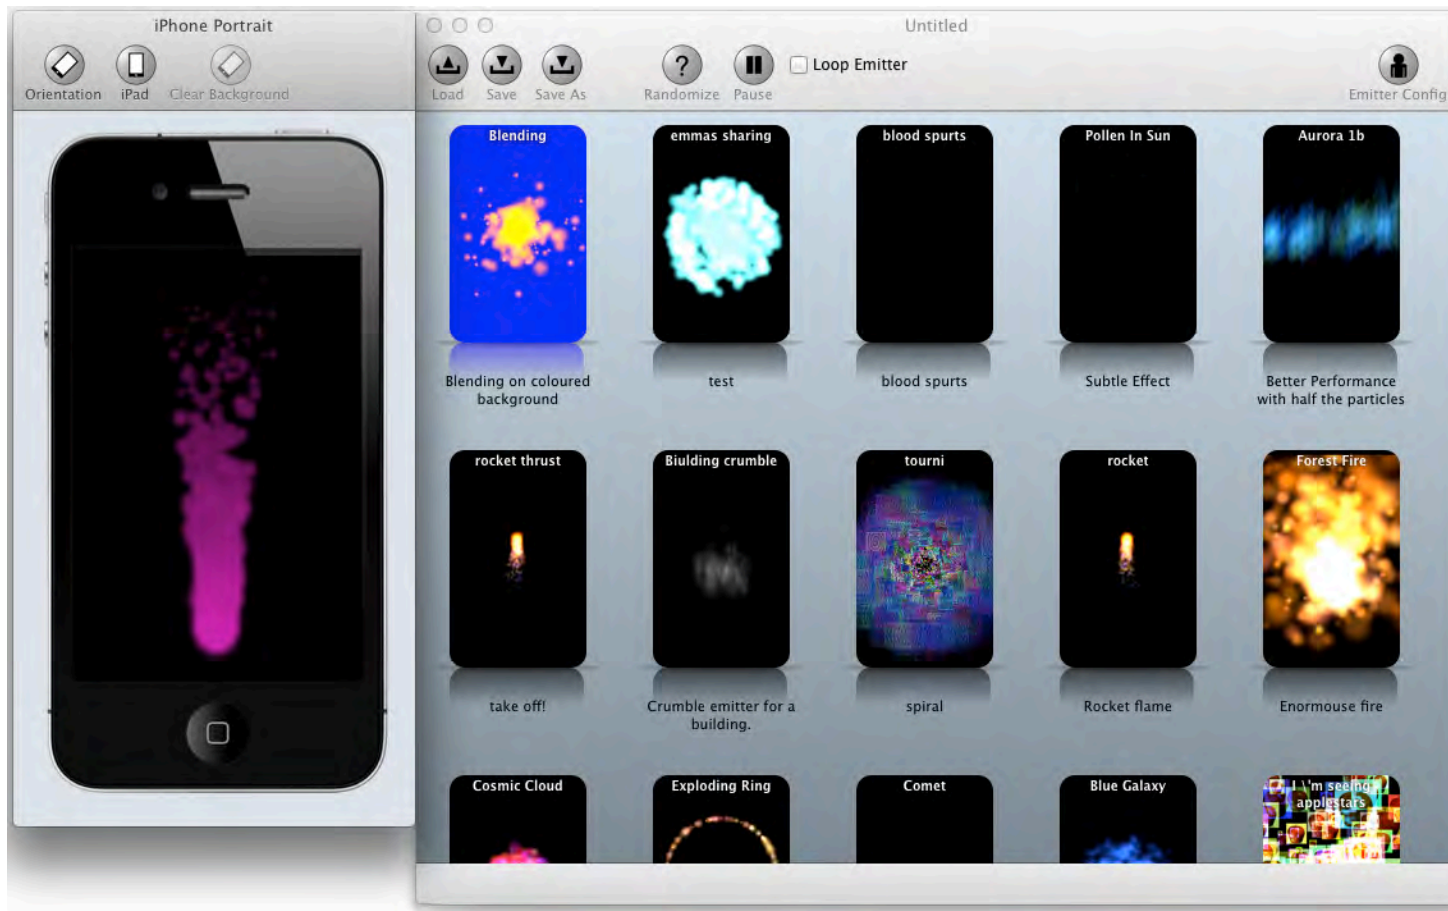 iPhone Portrait
Orientation
iPad
Clear Background
Untitled
Load
Save
Save As
Randomize
Pause
Loop Emitter
Emitter Config
Blending
emmas sharing
blood spurts
Pollen In Sun
Aurora 1b
Blending on coloured
background
test
blood spurts
Subtle Effect
Better Performance
with half the particles
rocket thrust
Biulding crumble
tourni
rocket
Forest Fire
take off!
Crumble emitter for a
building.
spiral
Rocket flame
Enormouse fire
Cosmic Cloud
Exploding Ring
Comet
Blue Galaxy
I \'m seeing
applestars